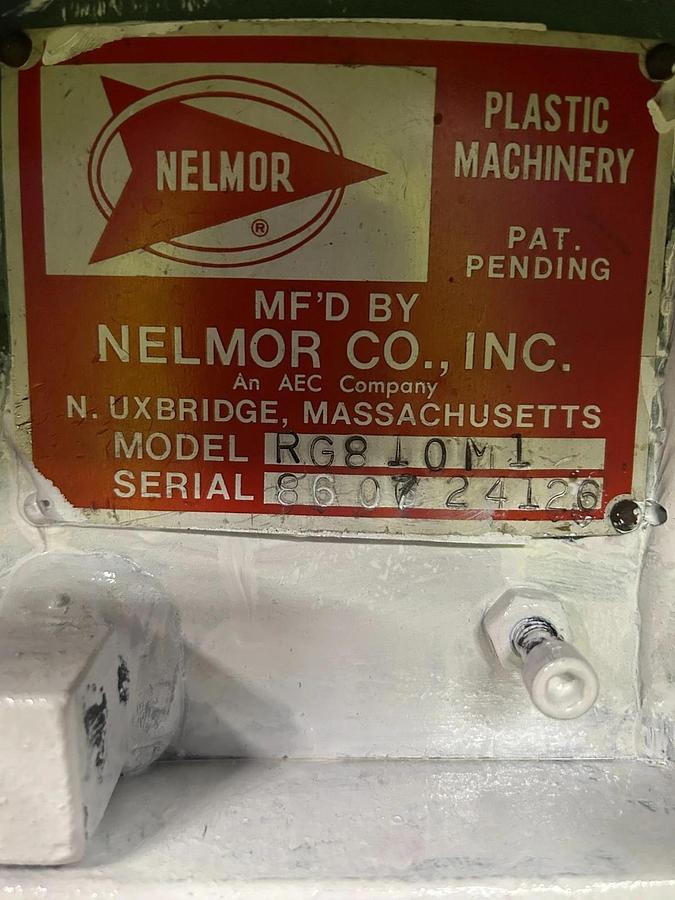 NELMOR
®
PLASTIC
MACHINERY
PAT.
PENDING
MF'D BY
NELMOR CO., INC.
An AEC Company
N. UXBRIDGE, MASSACHUSETTS
MODEL RG810M1
SERIAL 8607 24126